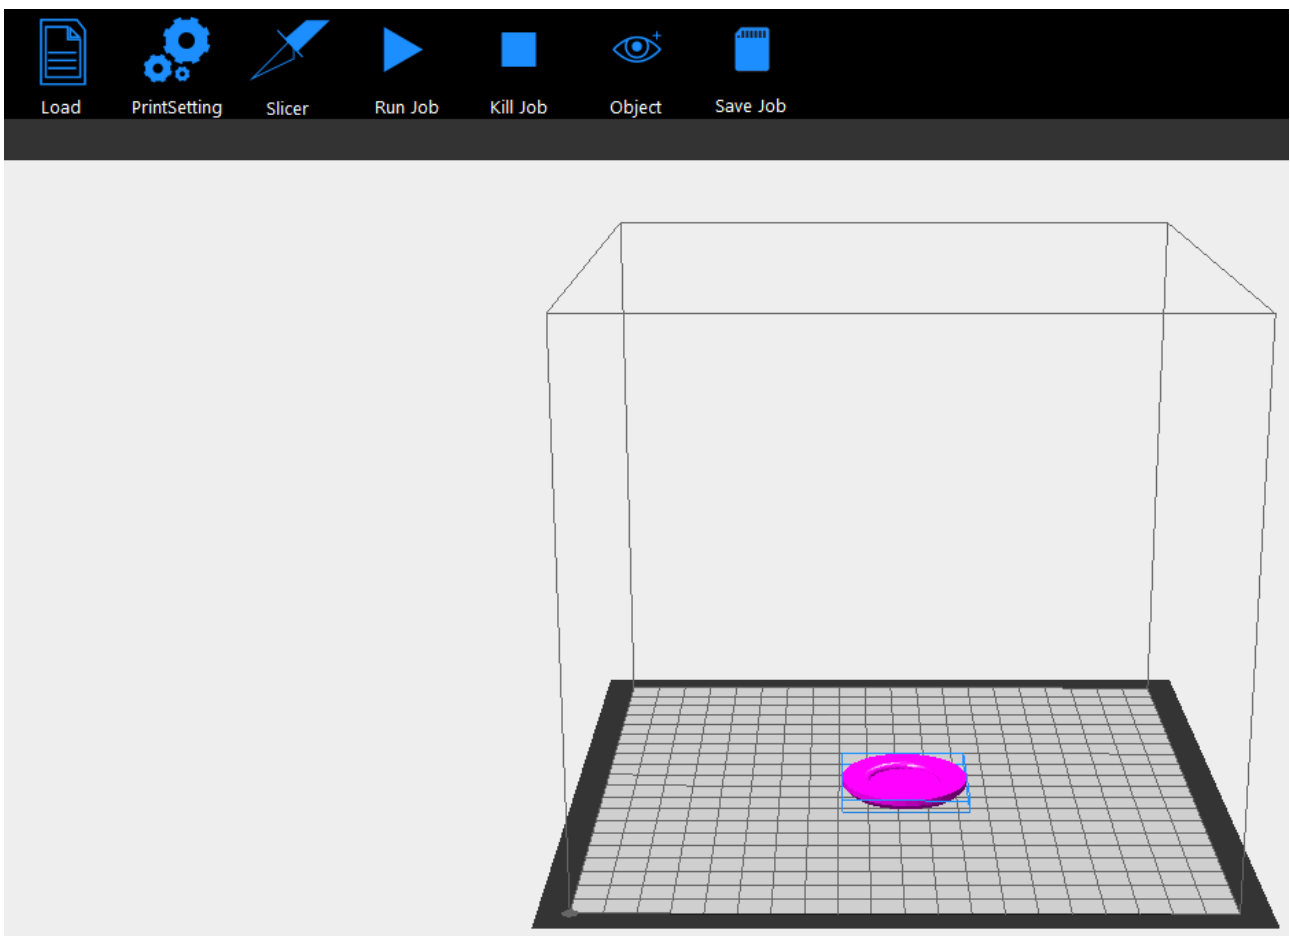 Load
PrintSetting
Slicer
Run Job
Kill Job
Object
Save Job